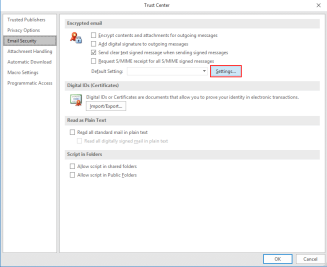 Trust Center
Trusted Publishers
Privacy Options
Email Security
Attachment Handling
Automatic Download
Macro Settings
Programmatic Access
Encrypted email
Encrypt contents and attachments for outgoing messages
Add digital signature to outgoing messages
Send clear text signed message when sending signed messages
Request S/MIME receipt for all S/MIME signed messages
Default Setting:
Settings...
Digital IDs (Certificates)
Digital IDs or Certificates are documents that allow you to prove your identity in electronic transactions.
Import/Export...
Read as Plain Text
Read all standard mail in plain text
Read all digitally signed mail in plain text
Script in Folders
Allow script in shared folders
Allow script in Public Folders
OK
Cancel